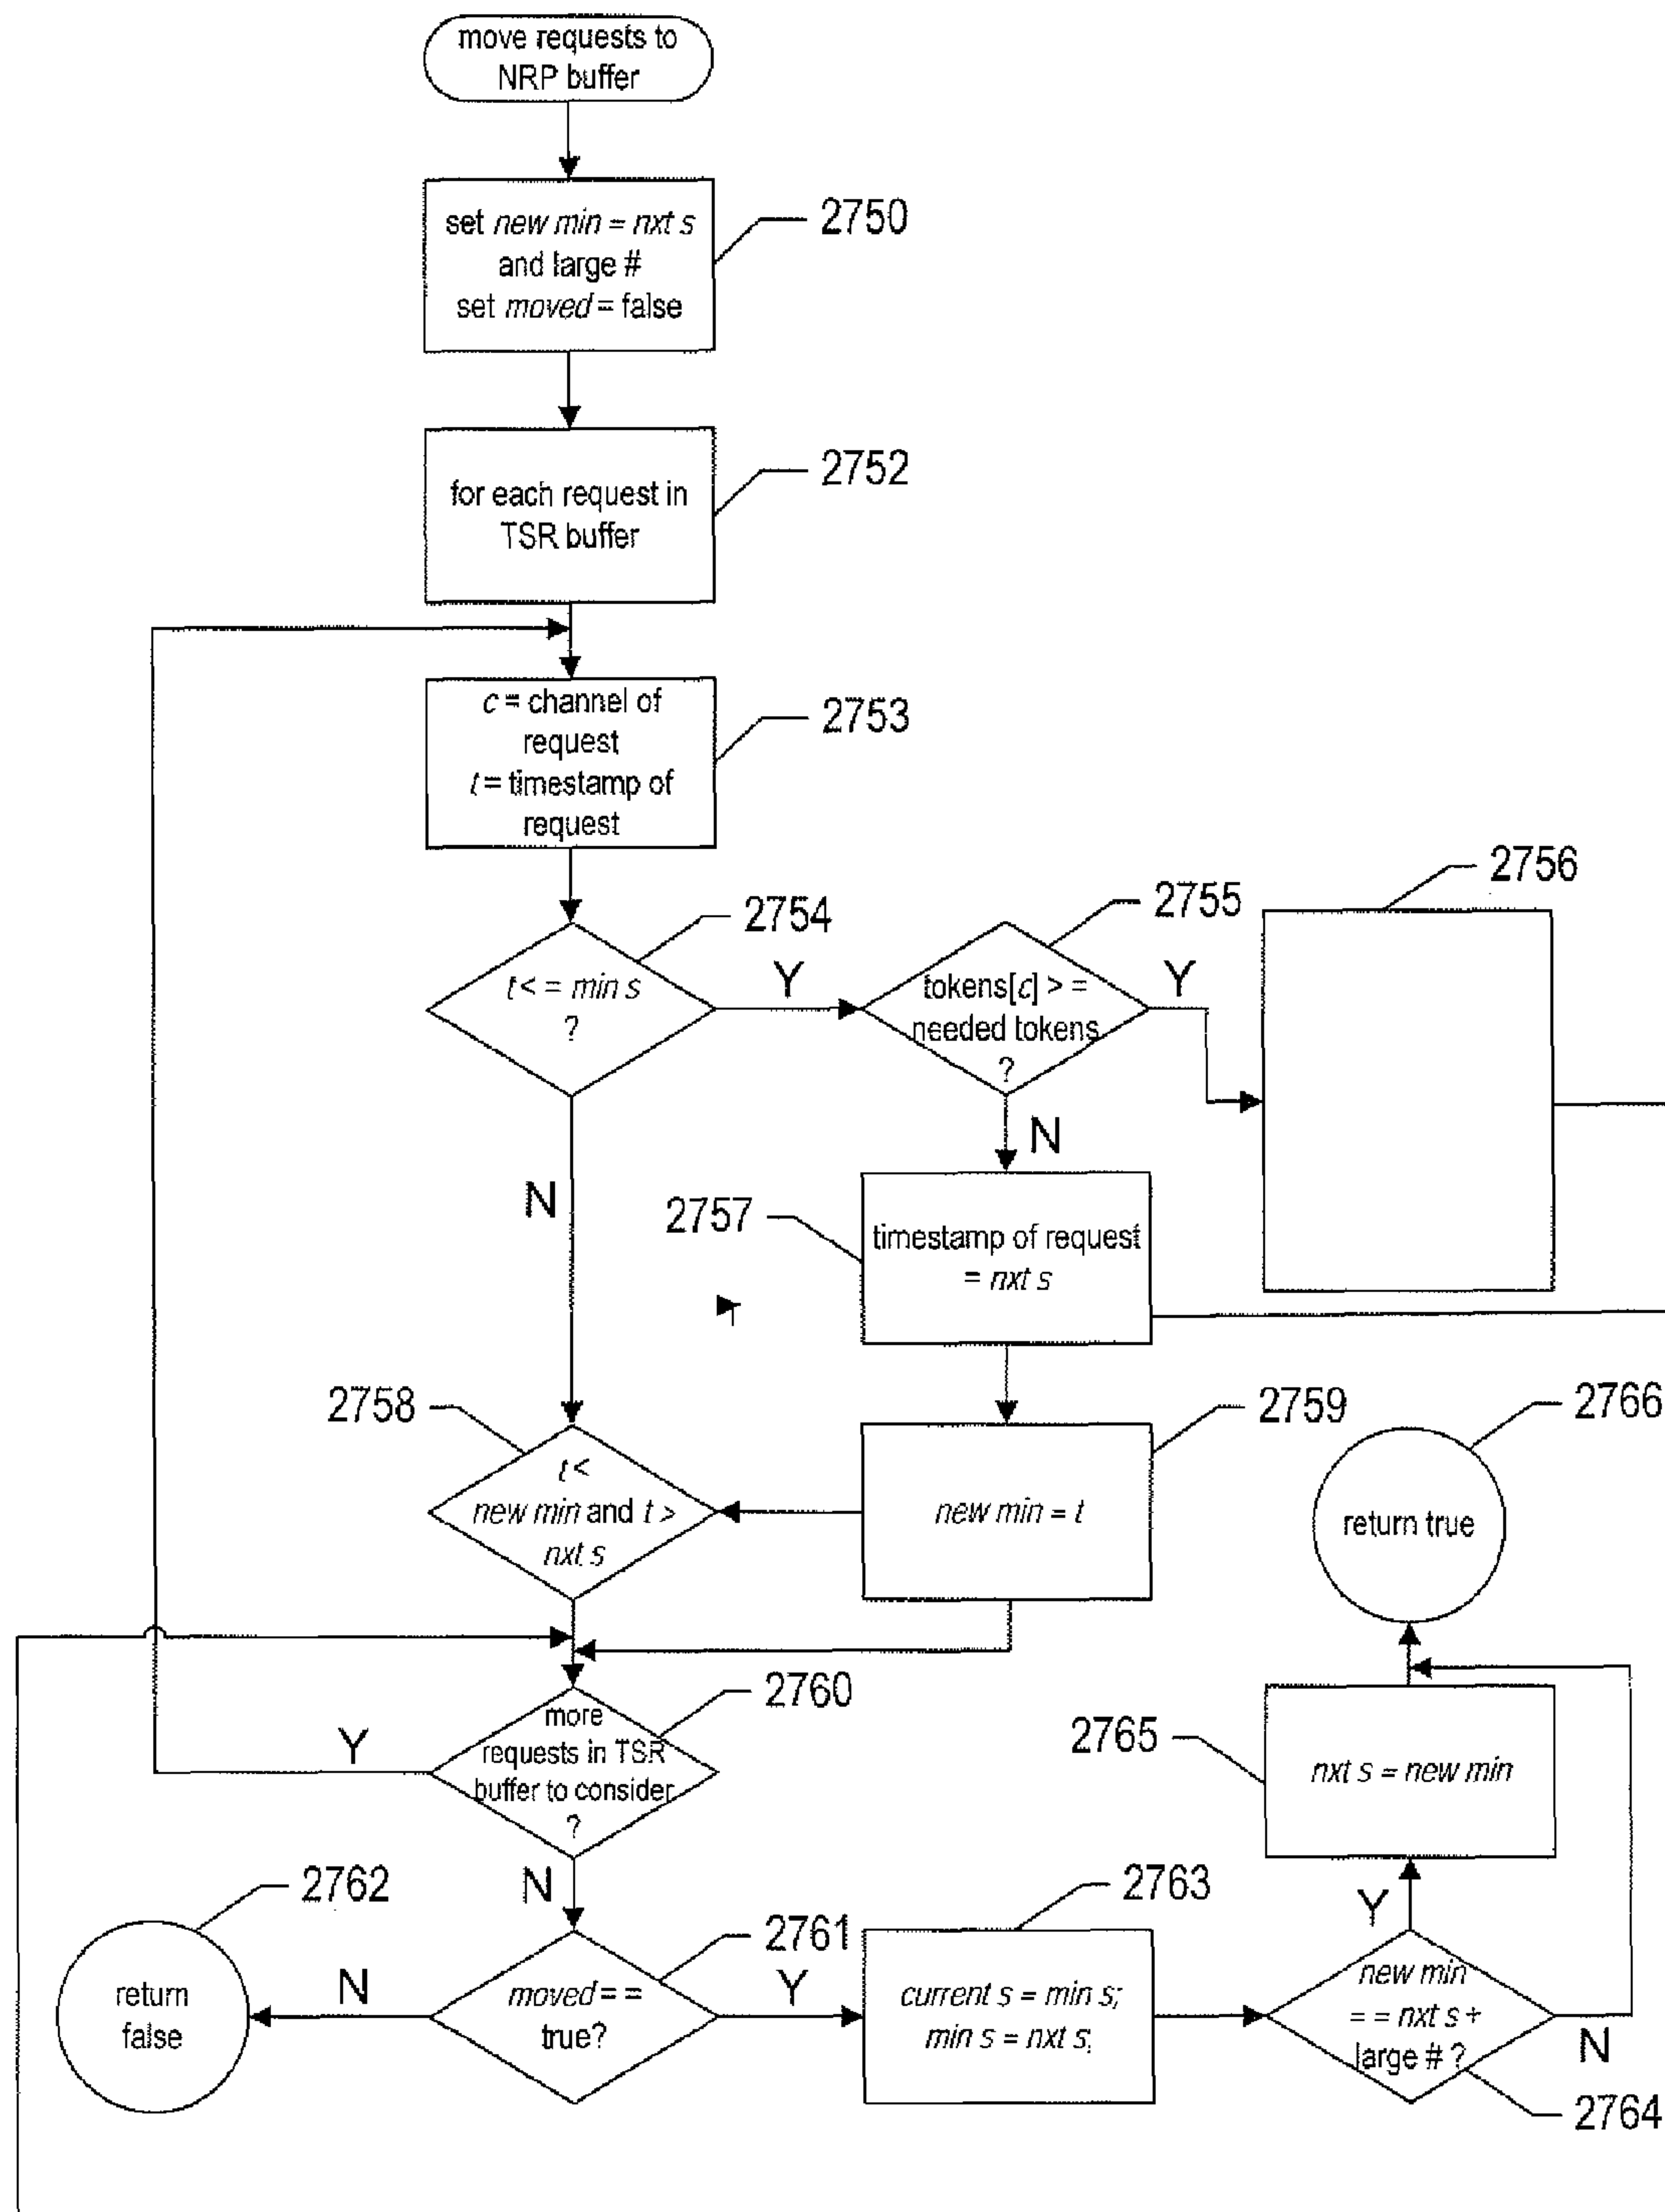 move requests to
NRP buffer
set new min = nxt s
and large #
set moved = false
2750
for each request in
TSR buffer
2752
c = channel of
request
t = timestamp of
request
2753
t < = min s
?
2754
Y
N
tokens[c] > =
needed tokens
?
2755
Y
N
2756
timestamp of request
= nxt s
2757
t <
new min and t >
nxt s
2758
new min = t
2759
more
requests in TSR
buffer to consider
?
2760
Y
N
moved = =
true?
2761
N
Y
return
false
2762
current s = min s;
min s = nxt s;
2763
new min
= = nxt s +
large # ?
2764
Y
N
nxt s = new min
2765
return true
2766